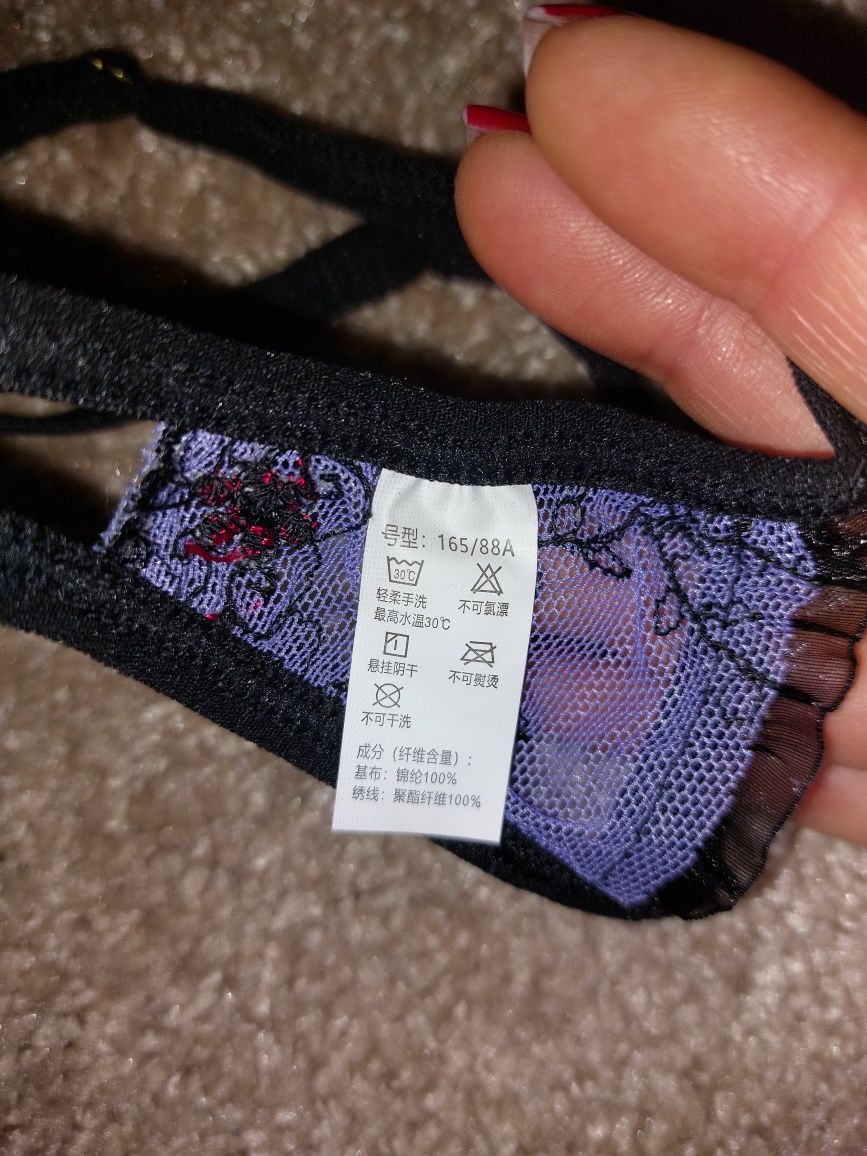 号型：165/88A
30℃
轻柔手洗 不可氯漂
最高水温30℃
悬挂阴干 不可熨烫
不可干洗
成分（纤维含量）：
基布：锦纶100%
绣线：聚酯纤维100%